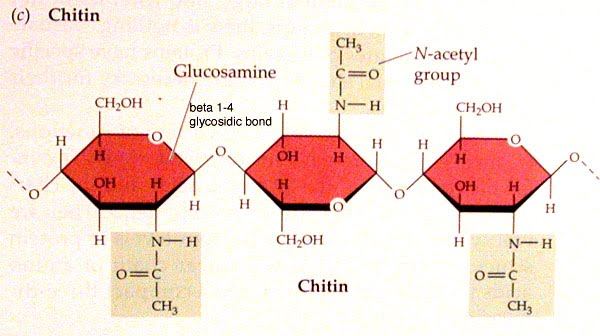 (c) Chitin
Glucosamine
beta 1-4
glycosidic bond
N-acetyl
group
CH₃
C=O
N—H
CH₂OH
O
H
H
OH
H
H
H
N—H
O=C
CH₃
O
H
OH
H
H
H
H
O
CH₂OH
O
CH₂OH
O
H
H
OH
H
H
H
N—H
O=C
CH₃
O
O
Chitin